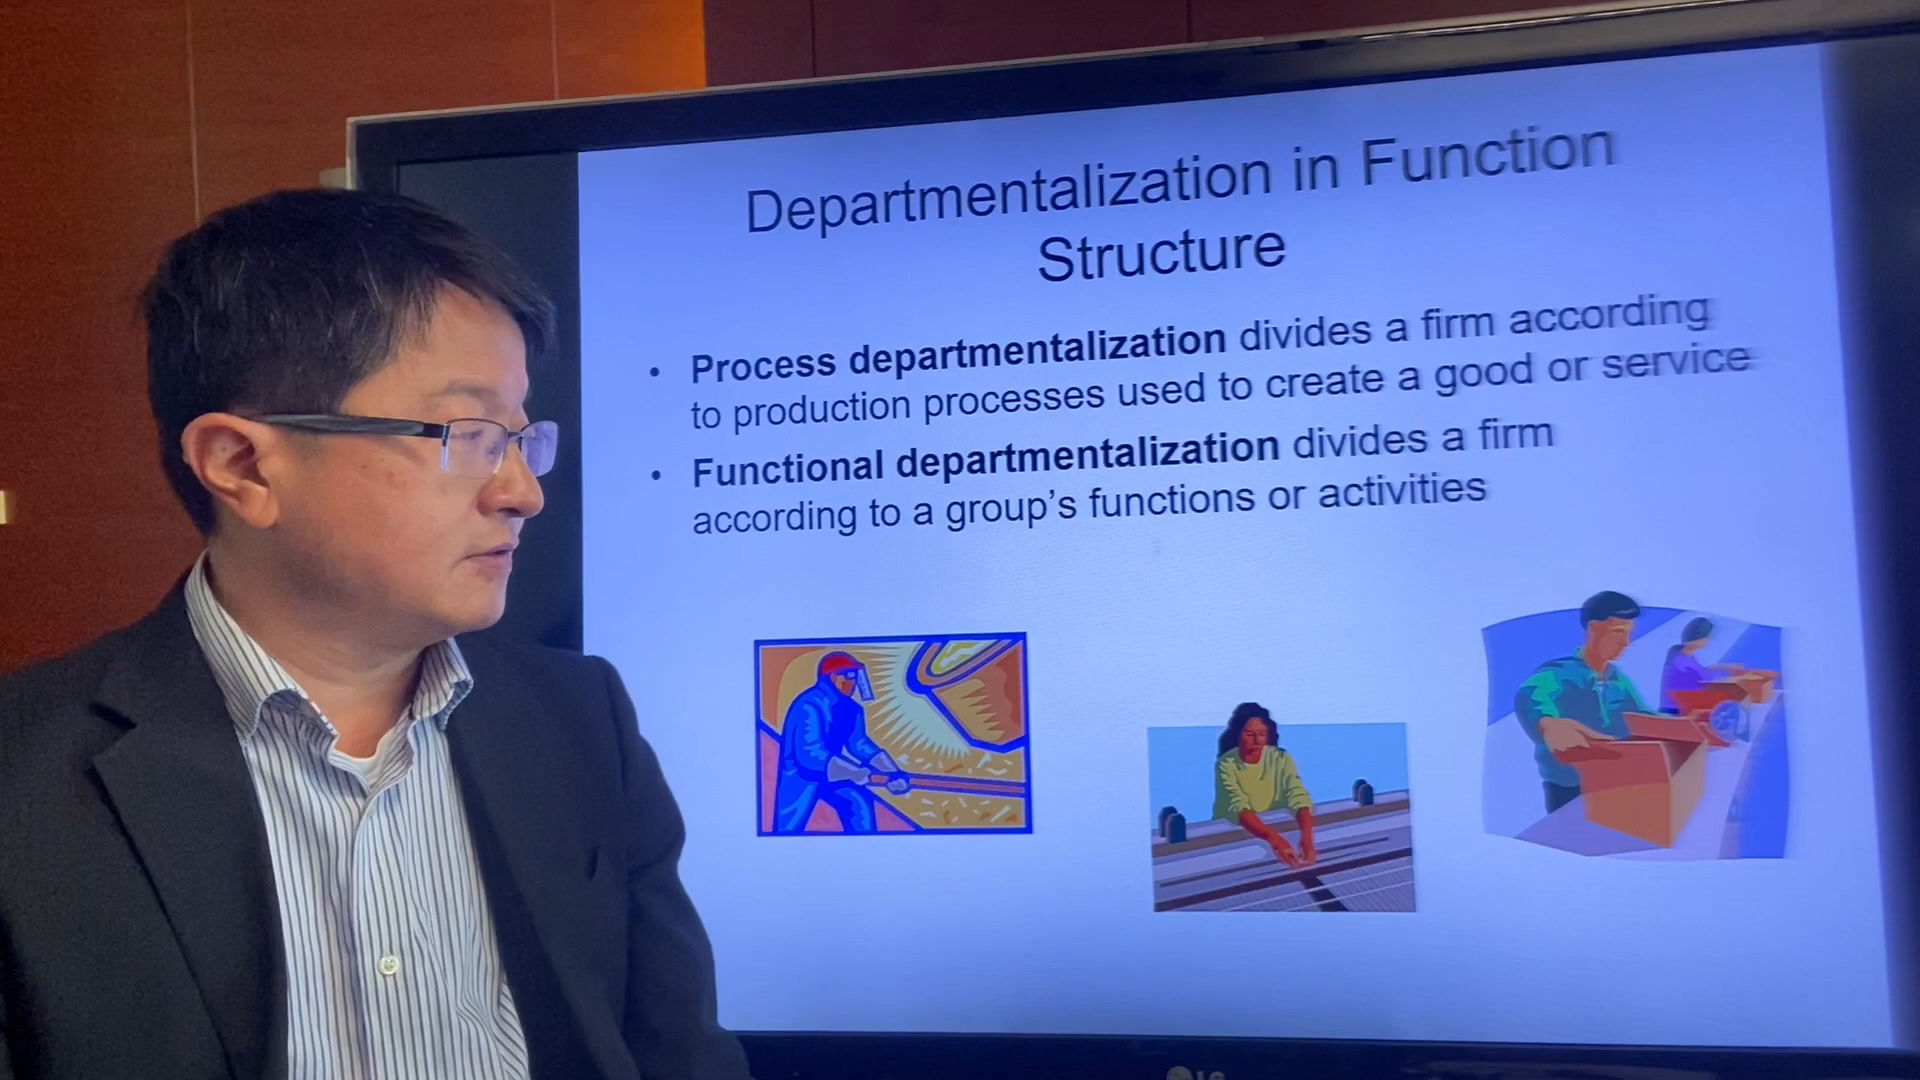 Departmentalization in Function
Structure
• Process departmentalization divides a firm according
to production processes used to create a good or service
• Functional departmentalization divides a firm
according to a group's functions or activities
LG